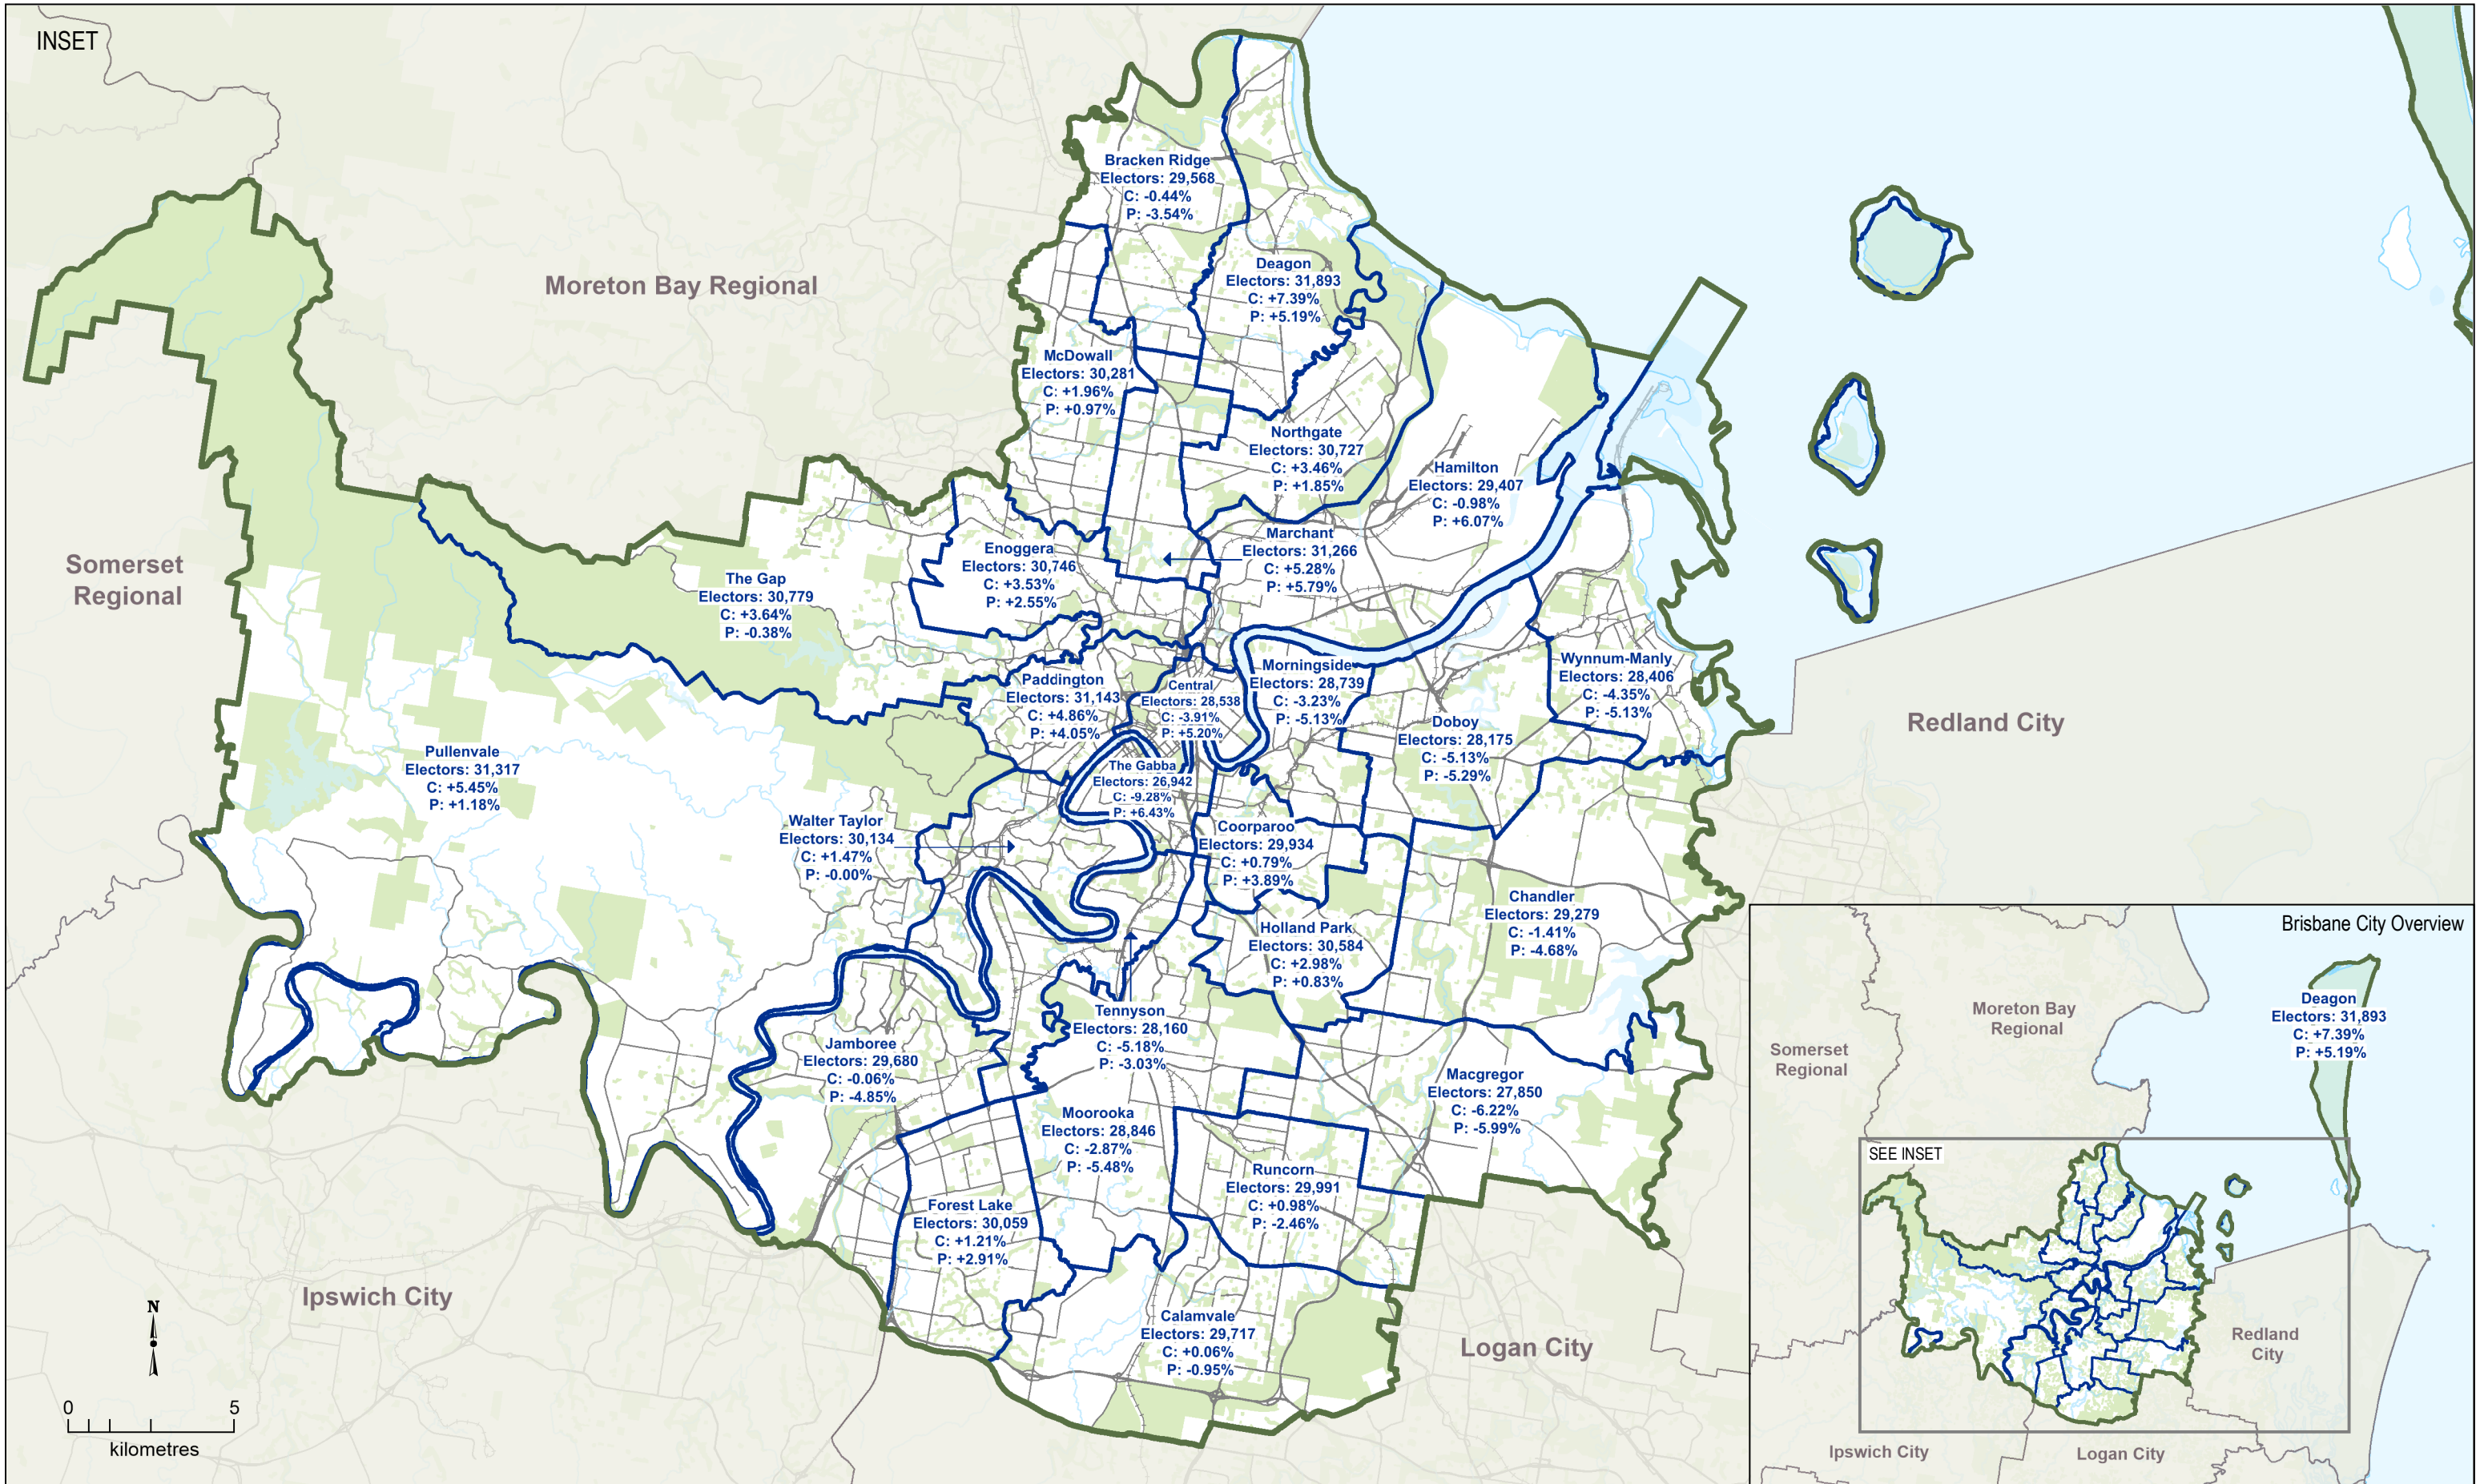 INSET
Bracken Ridge
Electors: 29,568
C: -0.44%
P: -3.54%
Deagon
Electors: 31,893
C: +7.39%
P: +5.19%
Moreton Bay Regional
McDowall
Electors: 30,281
C: +1.96%
P: +0.97%
Northgate
Electors: 30,727
C: +3.46%
P: +1.85%
Hamilton
Electors: 29,407
C: -0.98%
P: +6.07%
Marchant
Electors: 31,266
C: +5.28%
P: +5.79%
Enoggera
Electors: 30,746
C: +3.53%
P: +2.55%
Somerset
Regional
The Gap
Electors: 30,779
C: +3.64%
P: -0.38%
Wynnum-Manly
Electors: 28,406
C: -4.35%
P: -5.13%
Morningside
Electors: 28,739
C: -3.23%
P: -5.13%
Paddington
Electors: 31,143
C: +4.86%
P: +4.05%
Central
Electors: 28,538
C: -3.91%
P: +5.20%
Doboy
Electors: 28,175
C: -5.13%
P: -5.29%
Redland City
Pullenvale
Electors: 31,317
C: +5.45%
P: +1.18%
The Gabba
Electors: 26,942
C: -9.28%
P: +6.43%
Walter Taylor
Electors: 30,134
C: +1.47%
P: -0.00%
Coorparoo
Electors: 29,934
C: +0.79%
P: +3.89%
Chandler
Electors: 29,279
C: -1.41%
P: -4.68%
Holland Park
Electors: 30,584
C: +2.98%
P: +0.83%
Tennyson
Electors: 28,160
C: -5.18%
P: -3.03%
Jamboree
Electors: 29,680
C: -0.06%
P: -4.85%
Macgregor
Electors: 27,850
C: -6.22%
P: -5.99%
Moorooka
Electors: 28,846
C: -2.87%
P: -5.48%
Runcorn
Electors: 29,991
C: +0.98%
P: -2.46%
Forest Lake
Electors: 30,059
C: +1.21%
P: +2.91%
Calamvale
Electors: 29,717
C: +0.06%
P: -0.95%
Ipswich City
Logan City
N
0 5
kilometres
Brisbane City Overview
Deagon
Electors: 31,893
C: +7.39%
P: +5.19%
Moreton Bay
Regional
Somerset
Regional
SEE INSET
Redland
City
Ipswich City
Logan City